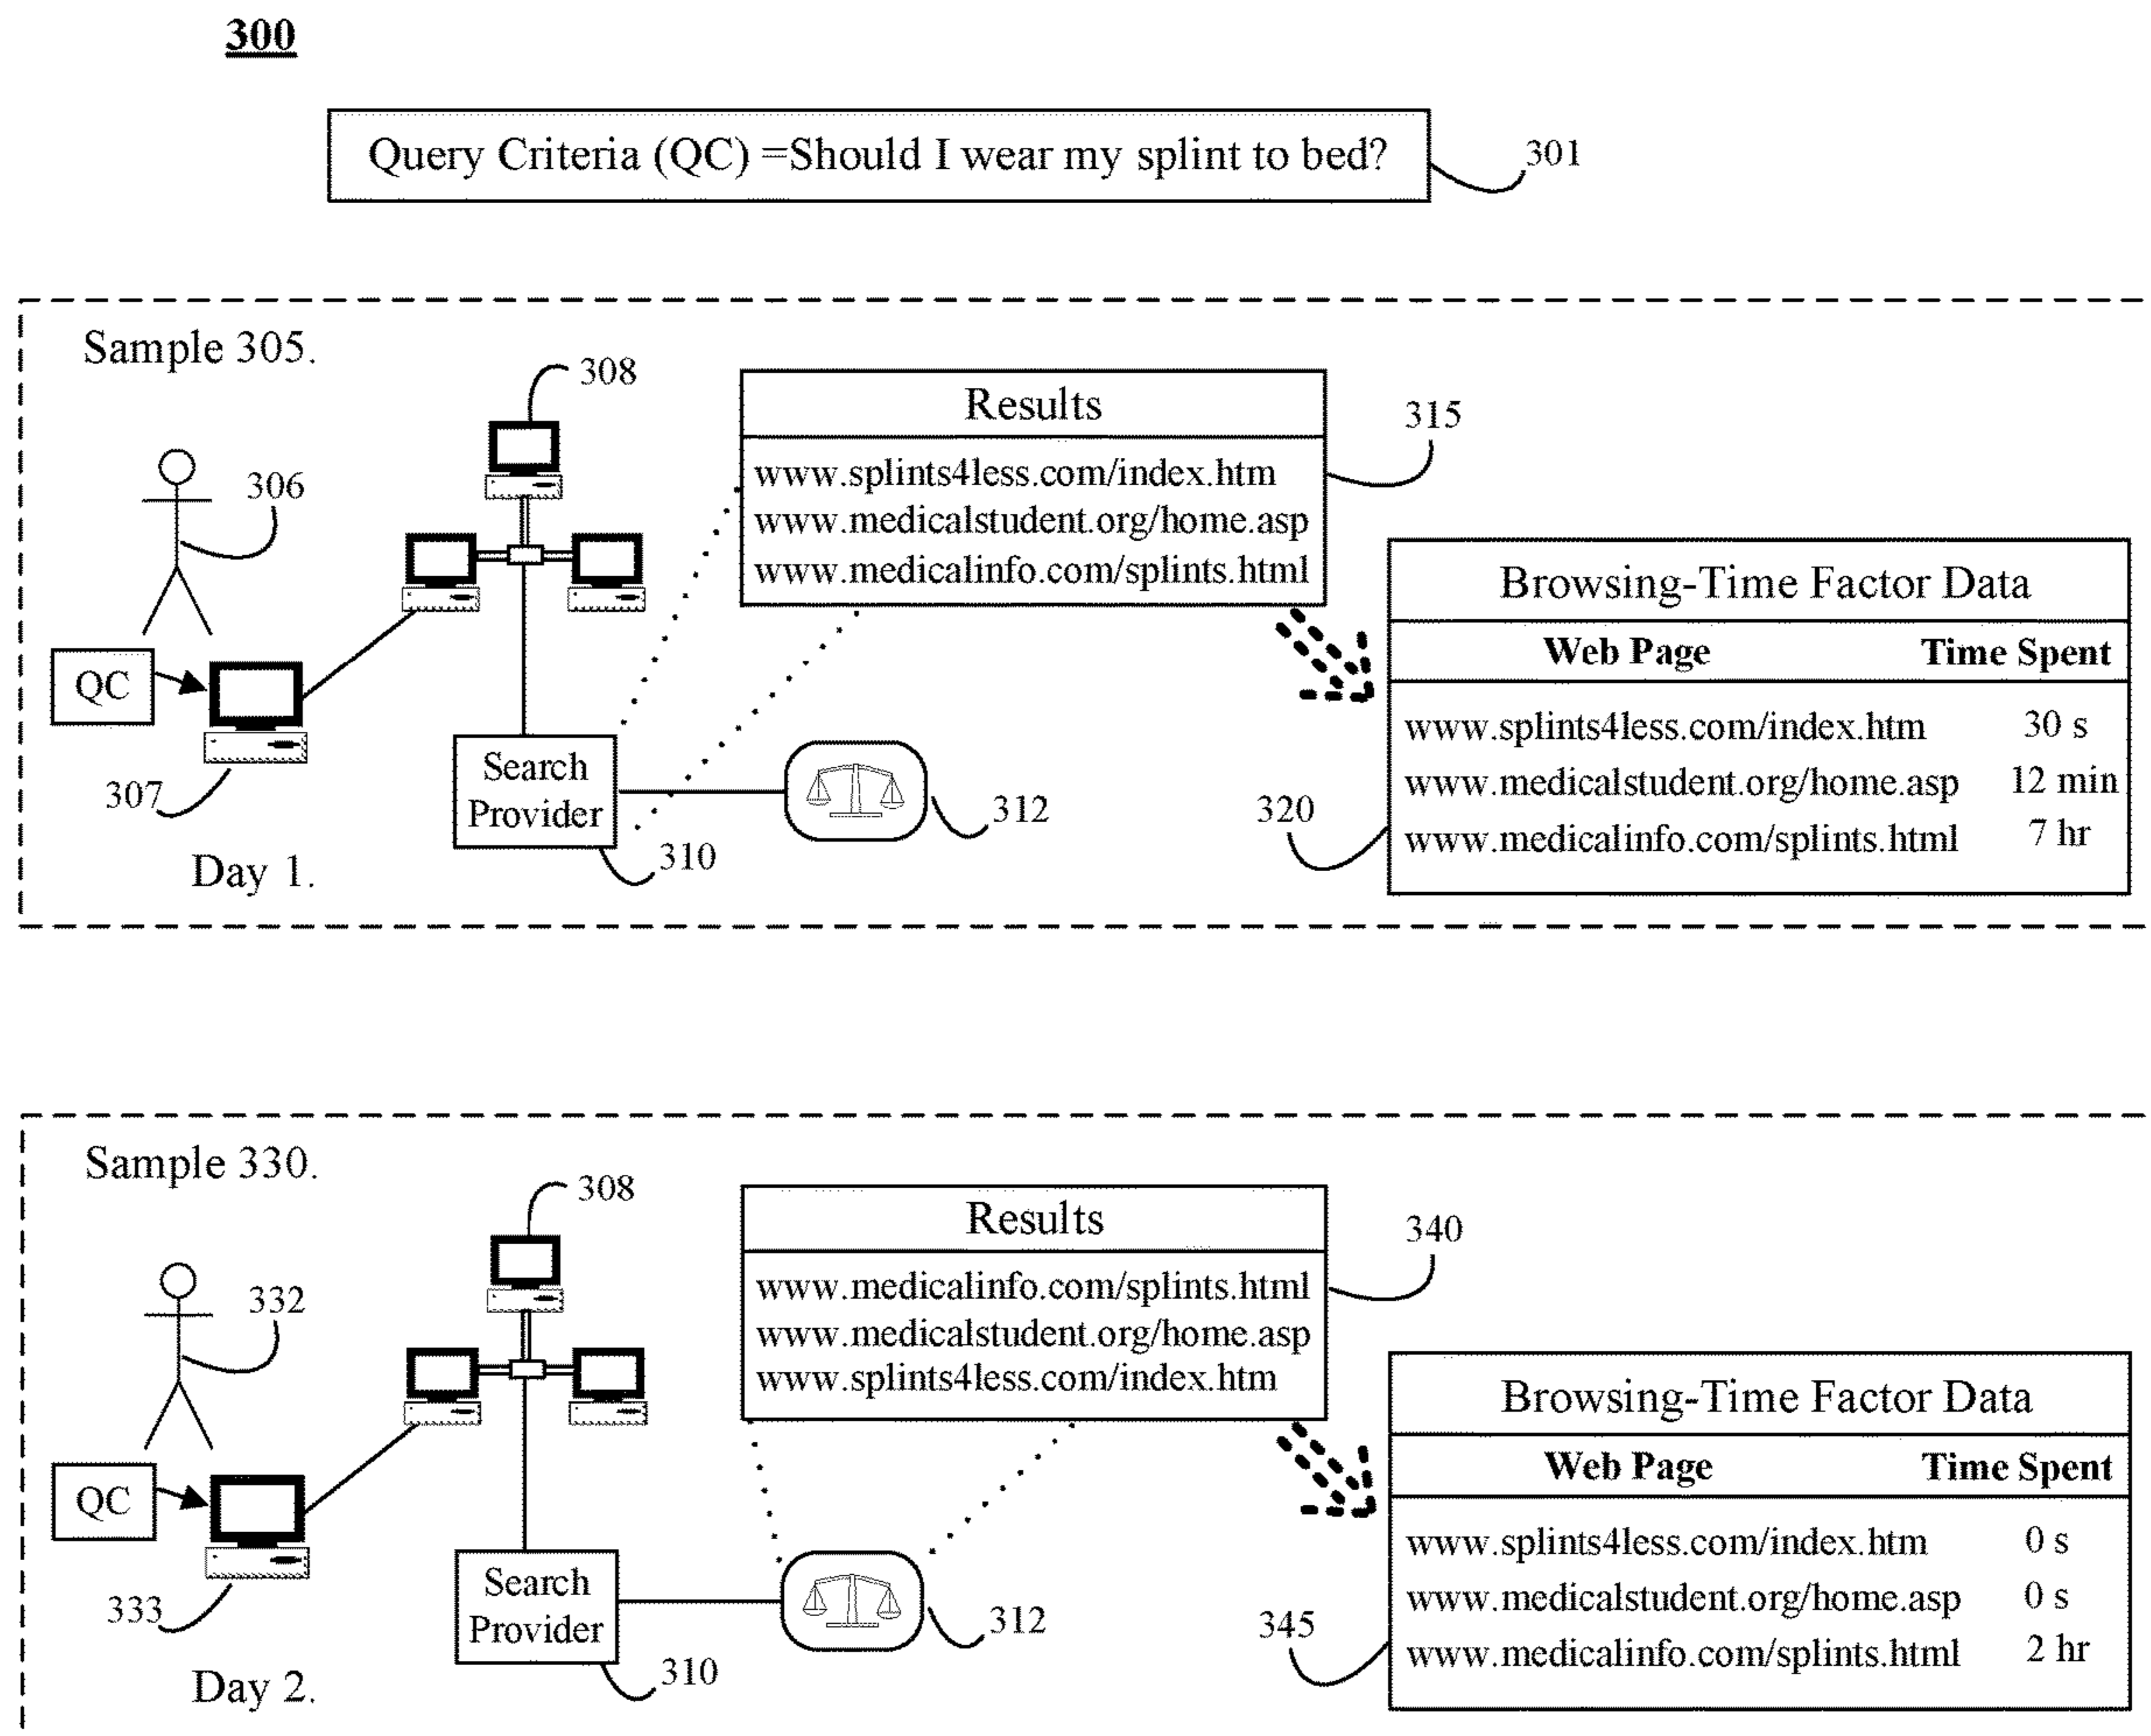 300
Query Criteria (QC) =Should I wear my splint to bed?
301
Sample 305.
308
306
QC
307
Day 1.
Search
Provider
310
312
Results
www.splints4less.com/index.htm
www.medicalstudent.org/home.asp
www.medicalinfo.com/splints.html
315
Browsing-Time Factor Data
Web Page Time Spent
www.splints4less.com/index.htm 30 s
www.medicalstudent.org/home.asp 12 min
www.medicalinfo.com/splints.html 7 hr
320
Sample 330.
308
332
QC
333
Day 2.
Search
Provider
310
312
Results
www.medicalinfo.com/splints.html
www.medicalstudent.org/home.asp
www.splints4less.com/index.htm
340
Browsing-Time Factor Data
Web Page Time Spent
www.splints4less.com/index.htm 0 s
www.medicalstudent.org/home.asp 0 s
www.medicalinfo.com/splints.html 2 hr
345